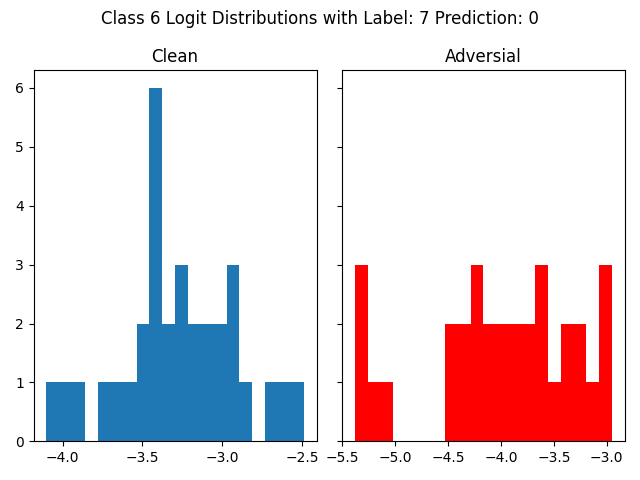 Class 6 Logit Distributions with Label: 7 Prediction: 0
Clean
Adversial
6
5
4
3
2
1
0
−4.0 −3.5 −3.0 −2.5
−5.5 −5.0 −4.5 −4.0 −3.5 −3.0